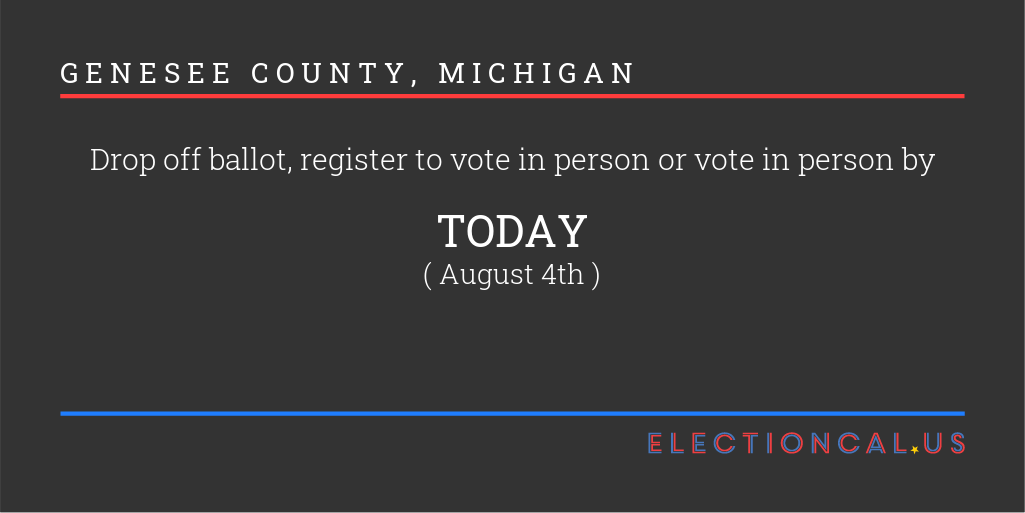 GENESEE COUNTY, MICHIGAN
Drop off ballot, register to vote in person or vote in person by
TODAY
( August 4th )
ELECTIONCAL.US